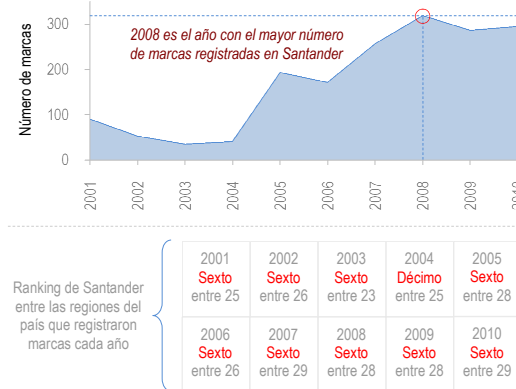 300
200
100
0
Número de marcas
2008 es el año con el mayor número
de marcas registradas en Santander
2001
2002
2003
2004
2005
2006
2007
2008
2009
Ranking de Santander
entre las regiones del
país que registraron
marcas cada año
2001 2002 2003 2004 2005
Sexto Sexto Sexto Décimo Sexto
entre 25 entre 26 entre 23 entre 25 entre 28
2006 2007 2008 2009 2010
Sexto Sexto Sexto Sexto Sexto
entre 26 entre 29 entre 28 entre 28 entre 29